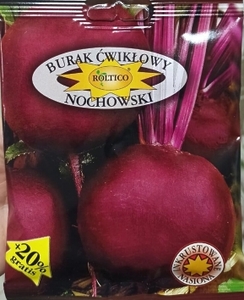 BURAK ĆWIKŁOWY
ROLTICO
NOCHOWSKI
+20%
gratis
INKRUSTOWANE
NASIONA